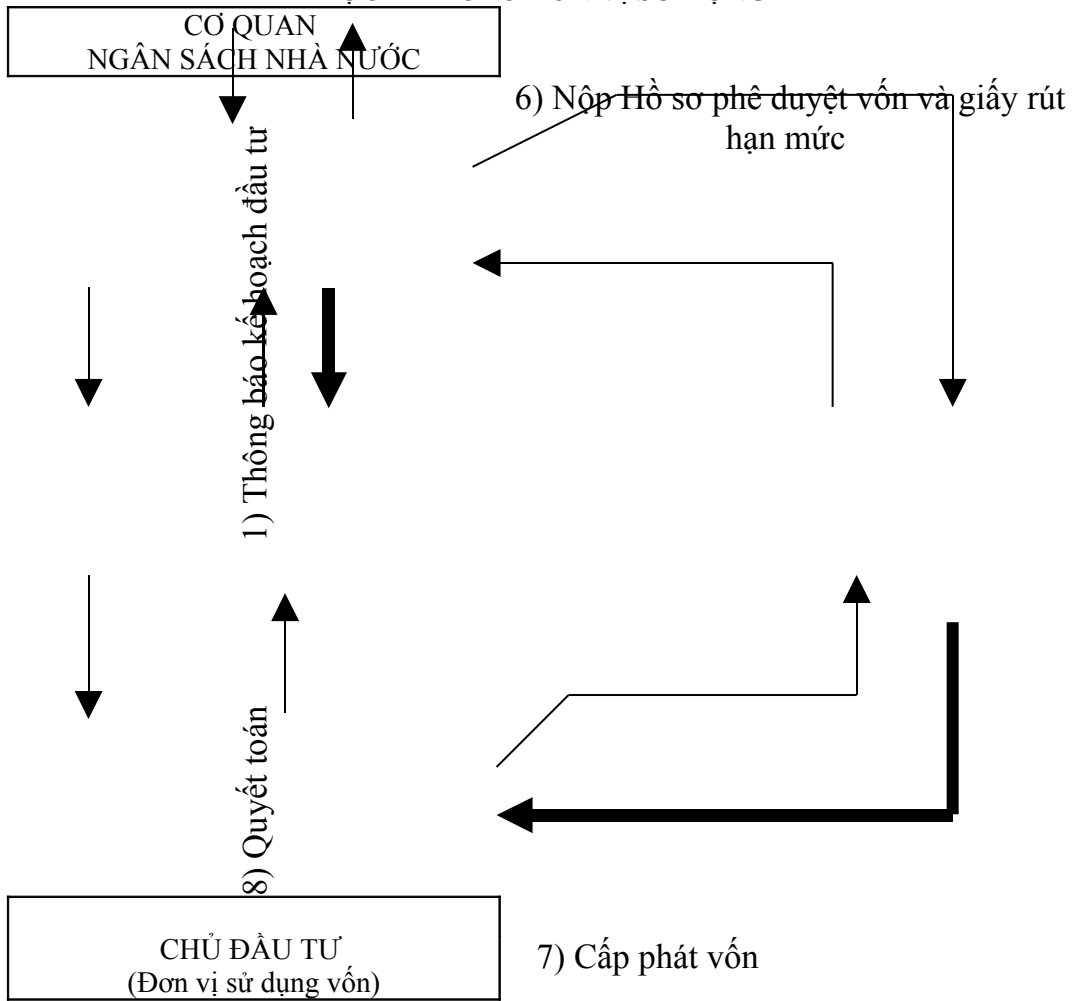 CƠ QUAN
NGÂN SÁCH NHÀ NƯỚC
6) Nộp Hồ sơ phê duyệt vốn và giấy rút
hạn mức
1) Thông báo kế hoạch đầu tư
8) Quyết toán
CHỦ ĐẦU TƯ
(Đơn vị sử dụng vốn)
7) Cấp phát vốn